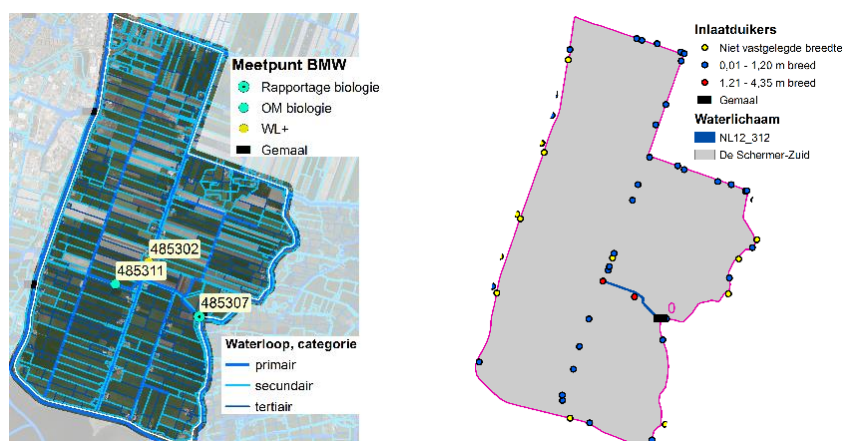 Meetpunt BMW
Rapportage biologie
OM biologie
WL+
Gemaal
485302
485311
485307
Waterloop, categorie
primair
secundair
tertiair
Inlaatduikers
Niet vastgelegde breedte
0,01 - 1,20 m breed
1.21 - 4,35 m breed
Gemaal
Waterlichaam
NL12_312
De Schermer-Zuid
0